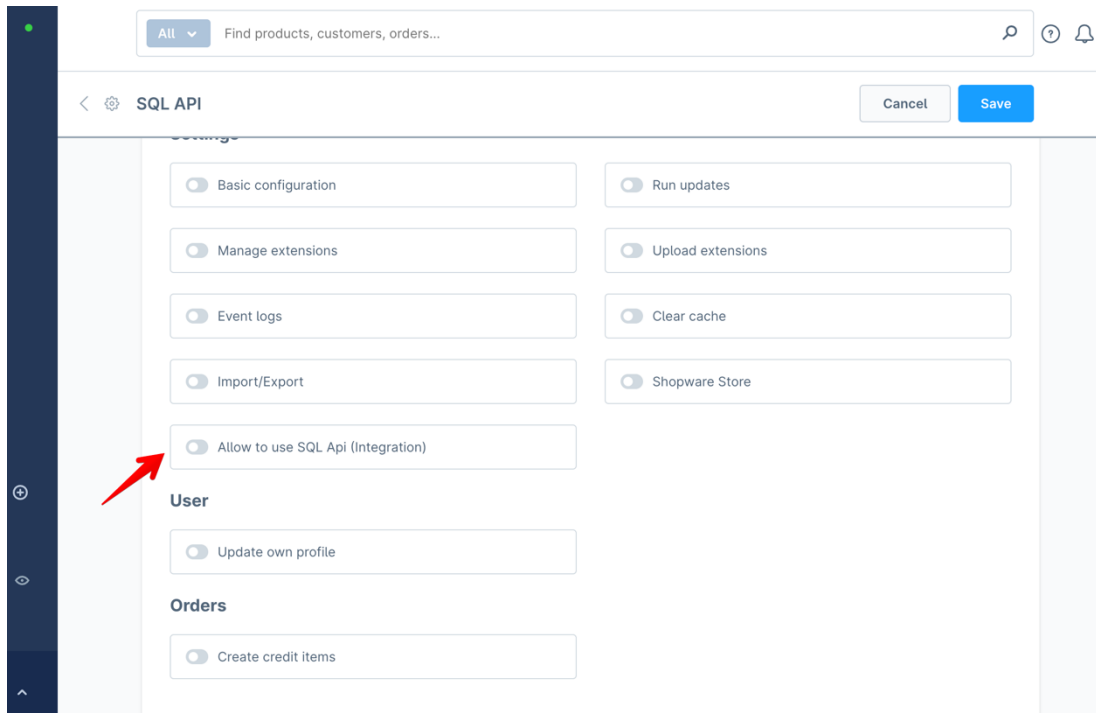 All
Find products, customers, orders...
SQL API
Cancel
Save
Settings
Basic configuration
Run updates
Manage extensions
Upload extensions
Event logs
Clear cache
Import/Export
Shopware Store
Allow to use SQL Api (Integration)
User
Update own profile
Orders
Create credit items